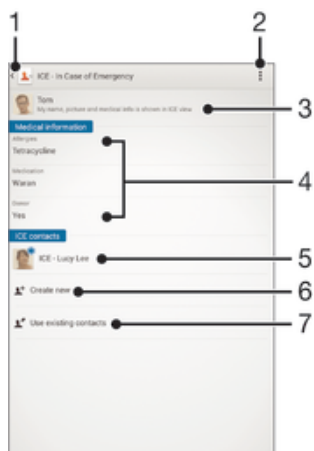 1
2
ICE - In Case of Emergency
Tom
My name, picture and medical info is shown in ICE view
3
Medical information
Allergies
Tetracycline
Medication
Waran
4
Donor
Yes
ICE contacts
ICE - Lucy Lee
5
Create new
6
Use existing contacts
7